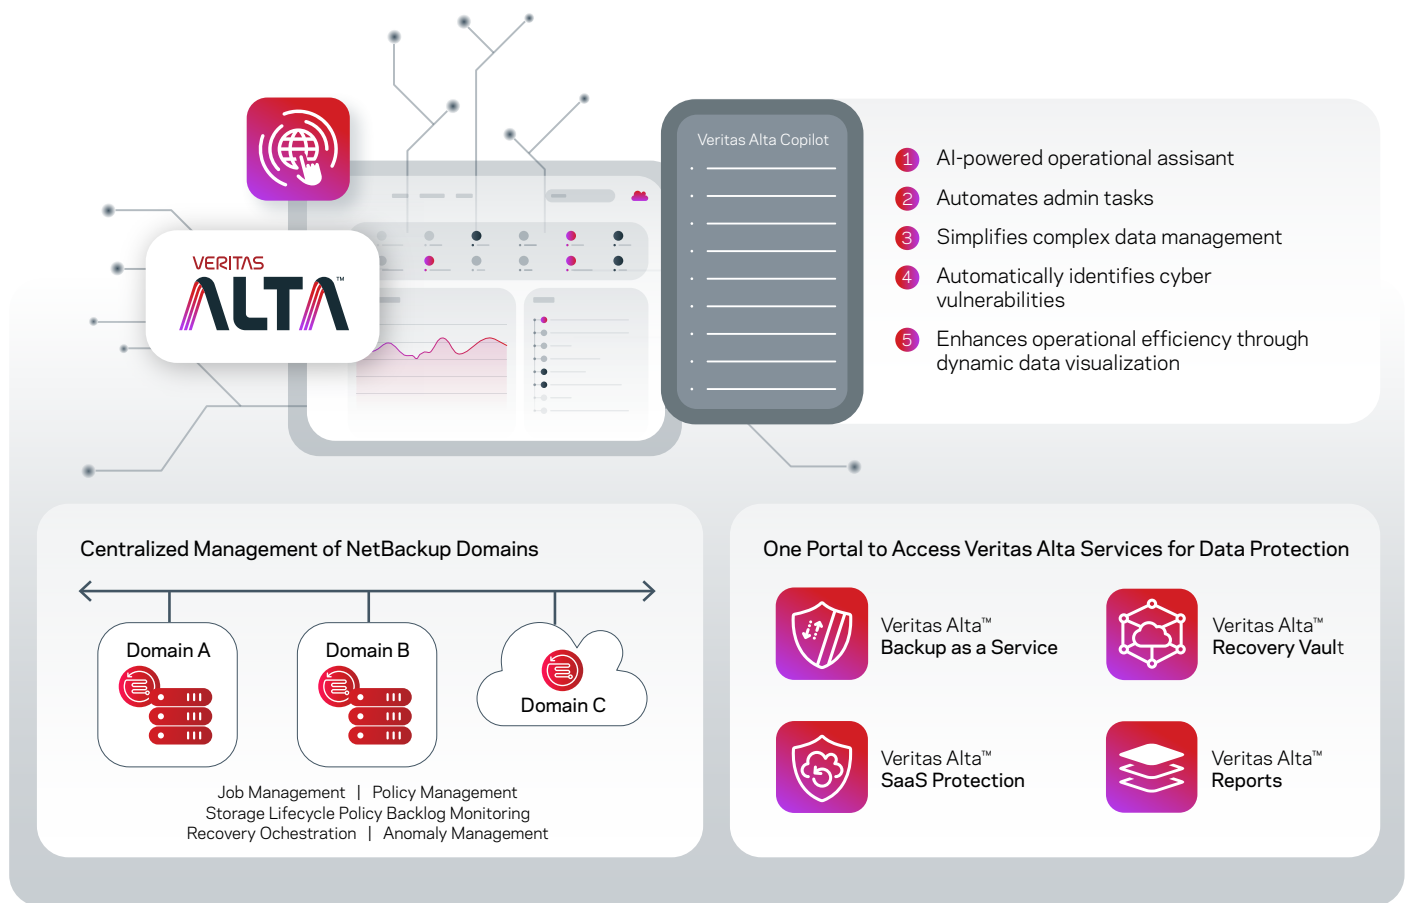 VERITAS
ALTA™
Veritas Alta Copilot
1 AI-powered operational assisant
2 Automates admin tasks
3 Simplifies complex data management
4 Automatically identifies cyber
vulnerabilities
5 Enhances operational efficiency through
dynamic data visualization
Centralized Management of NetBackup Domains
Domain A
Domain B
Domain C
Job Management | Policy Management
Storage Lifecycle Policy Backlog Monitoring
Recovery Ochestration | Anomaly Management
One Portal to Access Veritas Alta Services for Data Protection
Veritas Alta™
Backup as a Service
Veritas Alta™
Recovery Vault
Veritas Alta™
SaaS Protection
Veritas Alta™
Reports